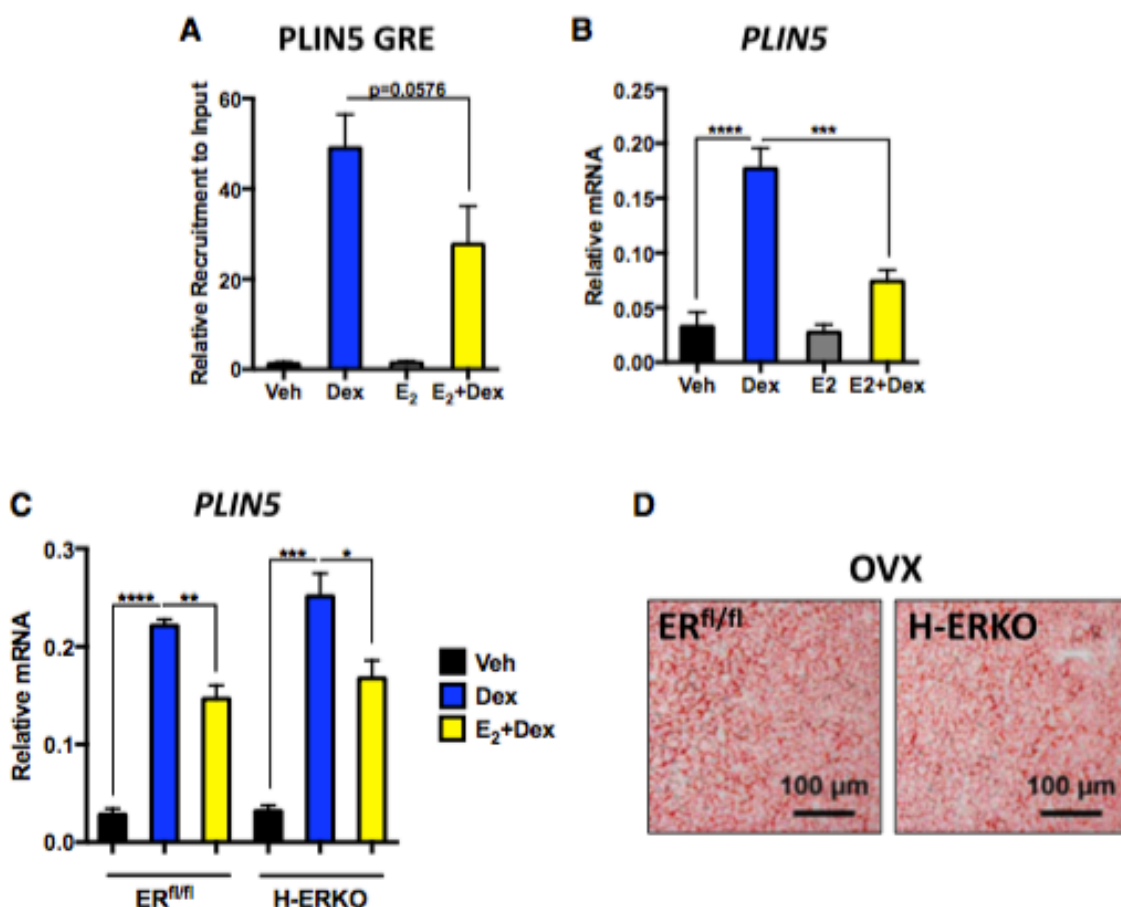 A
PLIN5 GRE
Relative Recruitment to Input
60
40
20
0
p=0.0576
Veh
Dex
E₂
E₂+Dex
B
PLIN5
Relative mRNA
0.25
0.20
0.15
0.10
0.05
0.00
****
***
Veh
Dex
E2
E2+Dex
C
PLIN5
Relative mRNA
0.3
0.2
0.1
0.0
****
**
***
*
ERfl/fl
H-ERKO
Veh
Dex
E₂+Dex
D
OVX
ERfl/fl
100 µm
H-ERKO
100 µm